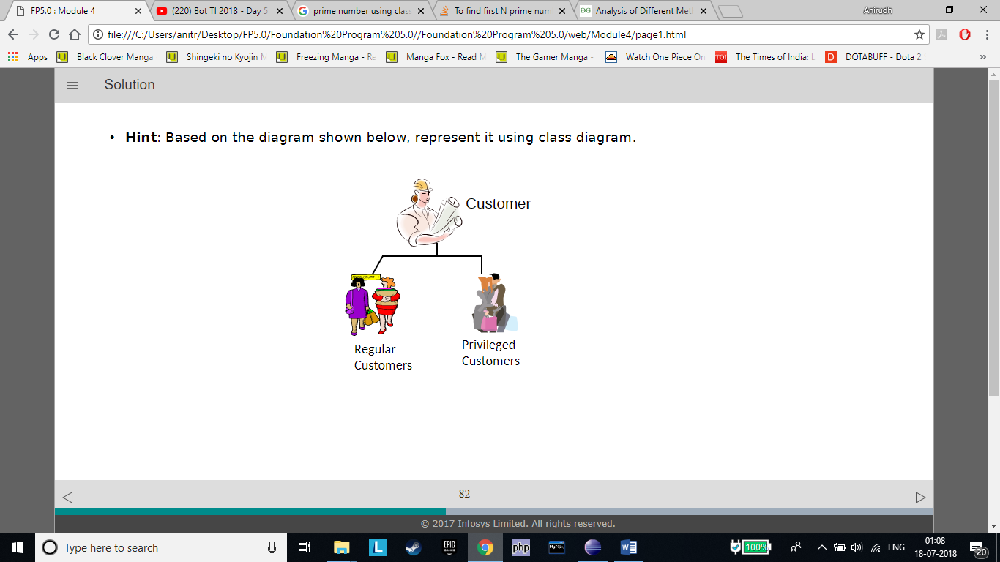 FP5.0 : Module 4
(220) Bot TI 2018 - Day 5
prime number using clas
To find first N prime num
Analysis of Different Met
Anirudh
file:///C:/Users/anitr/Desktop/FP5.0/Foundation%20Program%205.0//Foundation%20Program%205.0/web/Module4/page1.html
Apps
Black Clover Manga
Shingeki no Kyojin M
Freezing Manga - Re
Manga Fox - Read M
The Gamer Manga -
Watch One Piece On
TOI
The Times of India: L
D
DOTABUFF - Dota 2
»
Solution
• Hint: Based on the diagram shown below, represent it using class diagram.
Customer
Regular
Customers
Privileged
Customers
82
© 2017 Infosys Limited. All rights reserved.
Type here to search
L
EPIC
GAMES
php
MySQL
W
100%
ENG
01:08
18-07-2018
20